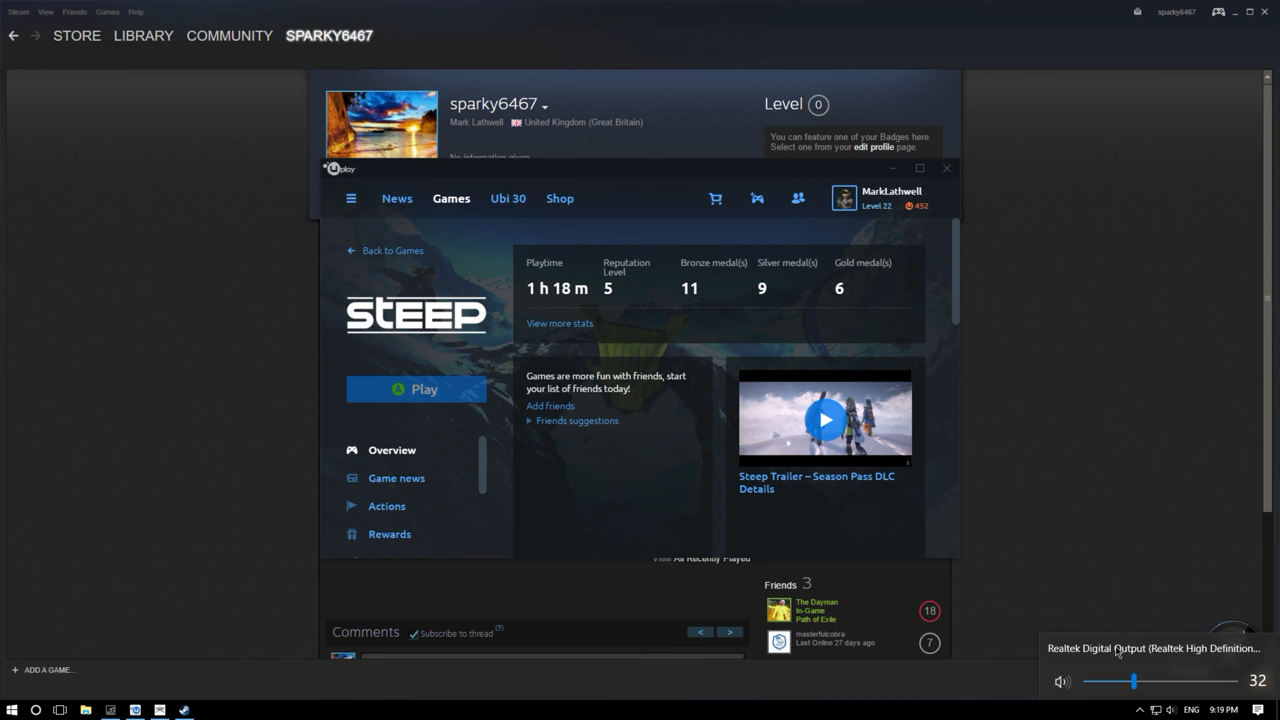 Steam View Friends Games Help
sparky6467
STORE LIBRARY COMMUNITY SPARKY6467
sparky6467
Mark Lathwell United Kingdom (Great Britain)
No information given
Level 0
You can feature one of your Badges here.
Select one from your edit profile page.
Uplay
News Games Ubi 30 Shop
MarkLathwell
Level 22 452
Back to Games
STEEP
Play
Overview
Game news
Actions
Rewards
Playtime Reputation Level Bronze medal(s) Silver medal(s) Gold medal(s)
1 h 18 m 5 11 9 6
View more stats
Games are more fun with friends, start
your list of friends today!
Add friends
Friends suggestions
Steep Trailer – Season Pass DLC
Details
View All Recently Played
Comments Subscribe to thread (?)
< >
Friends 3
The Dayman
In-Game
Path of Exile
18
masterfulcobra
Last Online 27 days ago
7
+ ADD A GAME...
Realtek Digital Output (Realtek High Definition...
32
ENG 9:19 PM